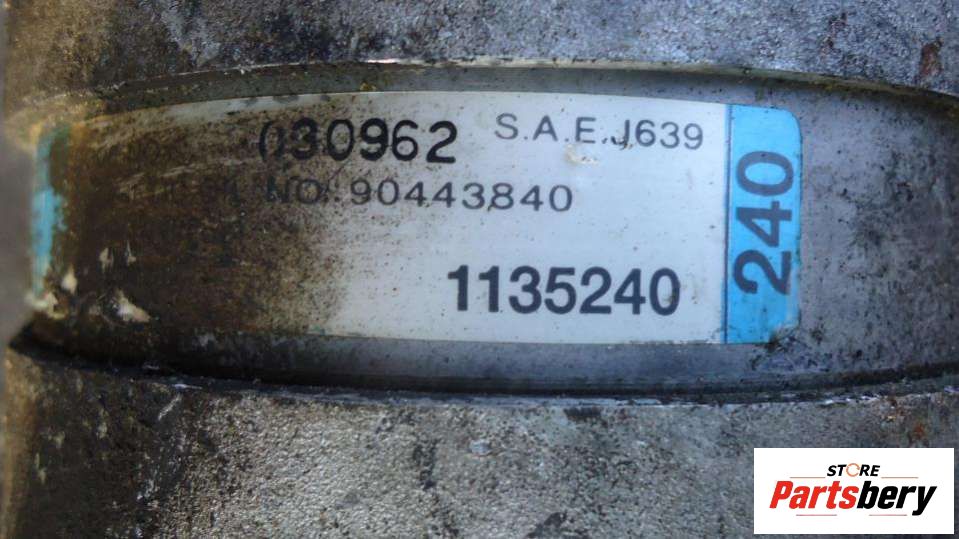 030962 S.A.E. J639
NO. 90443840
1135240
240
STORE
Partsbery